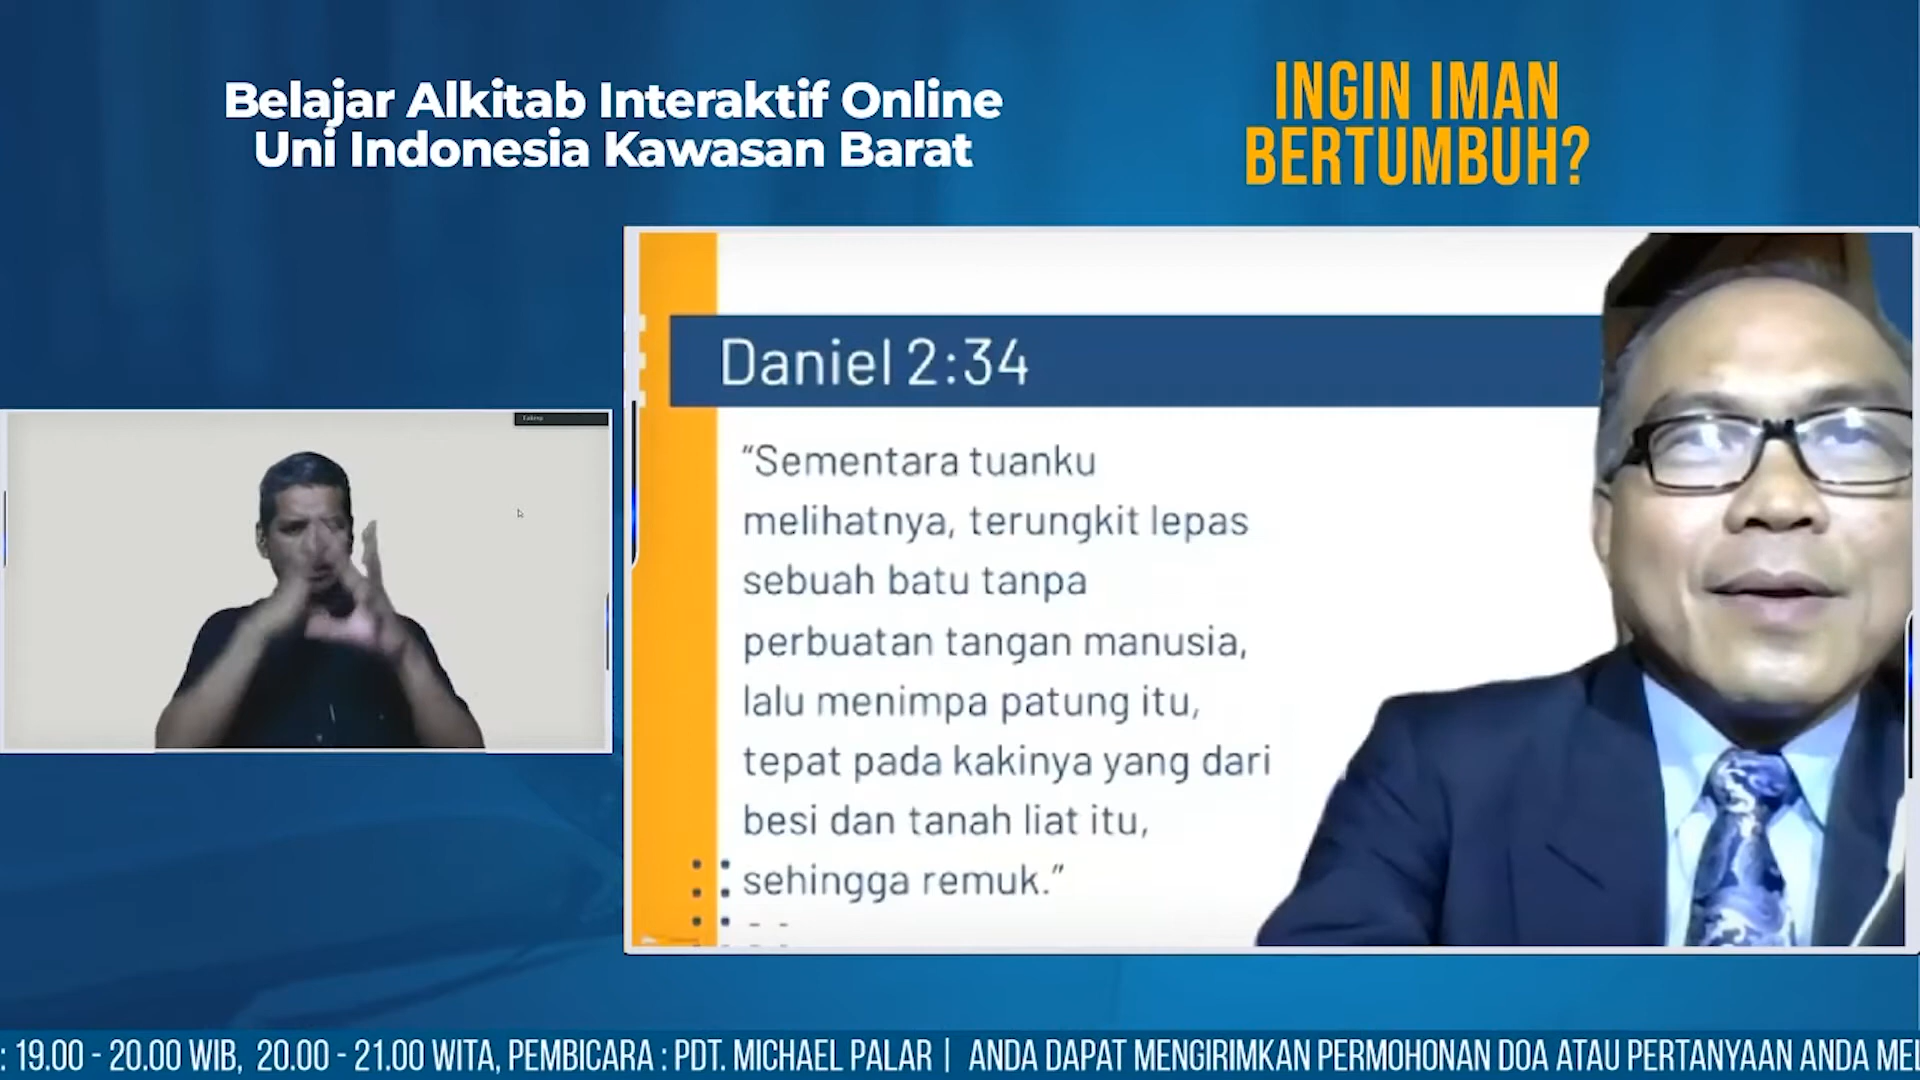 Belajar Alkitab Interaktif Online
Uni Indonesia Kawasan Barat
INGIN IMAN
BERTUMBUH?
Daniel 2:34
“Sementara tuanku
melihatnya, terungkit lepas
sebuah batu tanpa
perbuatan tangan manusia,
lalu menimpa patung itu,
tepat pada kakinya yang dari
besi dan tanah liat itu,
sehingga remuk.”
: 19.00 - 20.00 WIB, 20.00 - 21.00 WITA, PEMBICARA : PDT. MICHAEL PALAR | ANDA DAPAT MENGIRIMKAN PERMOHONAN DOA ATAU PERTANYAAN ANDA MEL